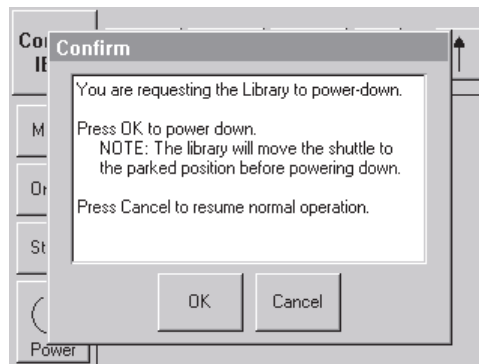 Confirm
You are requesting the Library to power-down.
Press OK to power down.
NOTE: The library will move the shuttle to
the parked position before powering down.
Press Cancel to resume normal operation.
OK
Cancel
Power